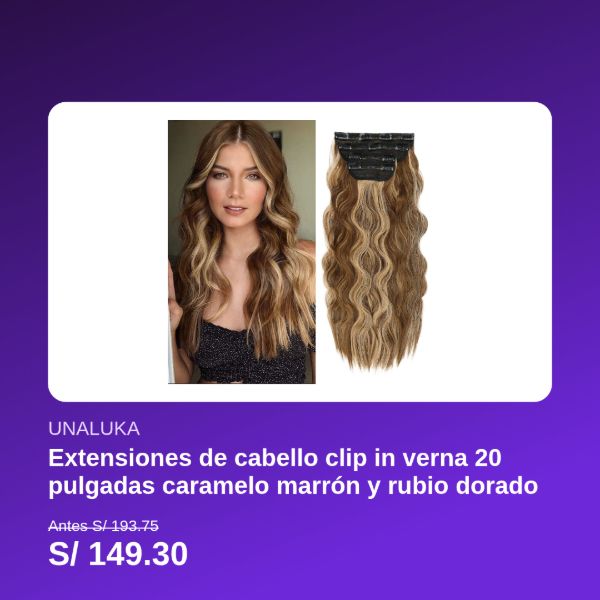 UNALUKA
Extensiones de cabello clip in verna 20
pulgadas caramelo marrón y rubio dorado
Antes S/ 193.75
S/ 149.30